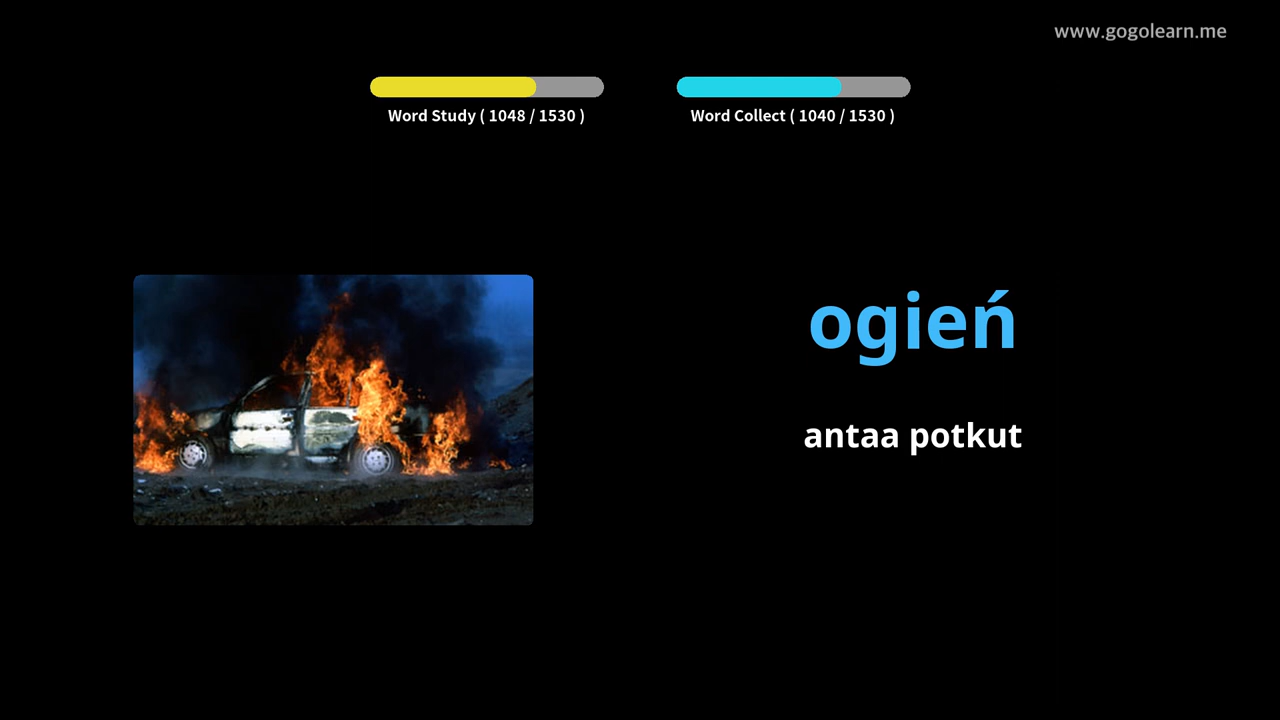 www.gogolearn.me
Word Study ( 1048 / 1530 )
Word Collect ( 1040 / 1530 )
ogień
antaa potkut